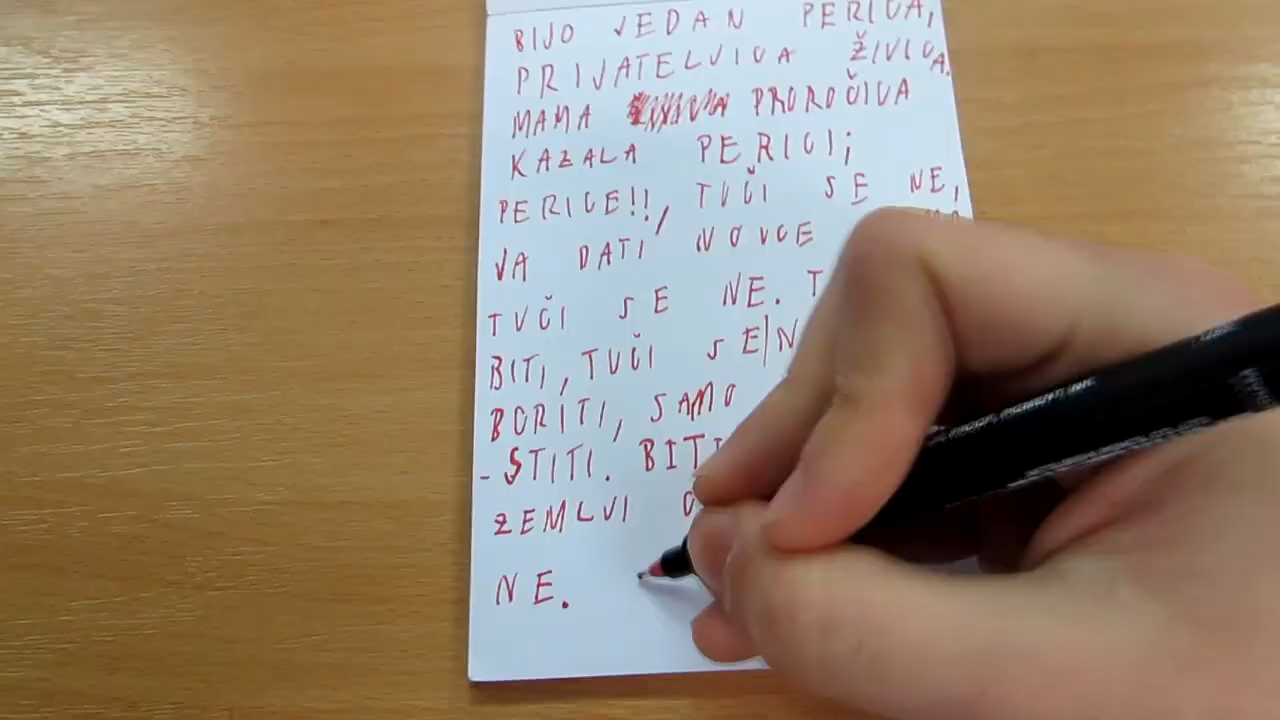 BIJO JEDAN PERICA,
PRIJATELJICA ŽIVICA.
MAMA PROROČICA
KAZALA PERICI;
PERICE!!, TUČI SE NE,
JA DATI NOVCE
TUČI SE NE. T
BITI, TUČI SE|N
BORITI, SAMO
-STITI. BITI
ZEMLJI
NE.